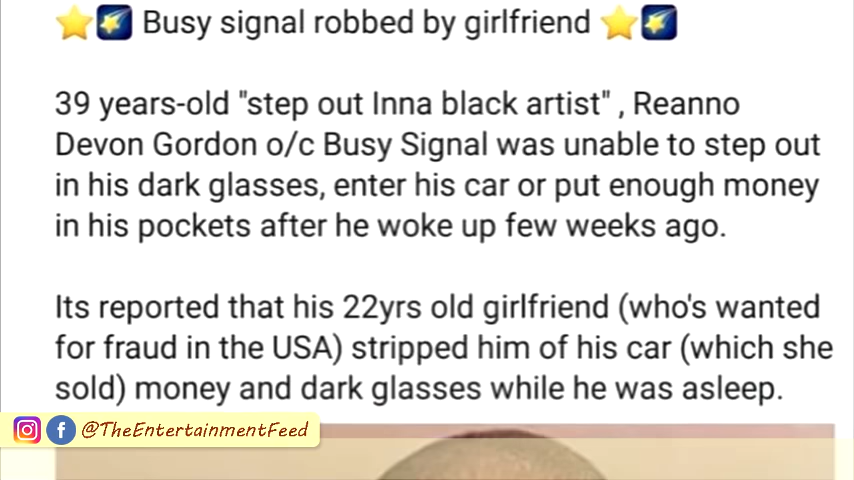 ⭐🌠 Busy signal robbed by girlfriend ⭐🌠
39 years-old "step out Inna black artist" , Reanno
Devon Gordon o/c Busy Signal was unable to step out
in his dark glasses, enter his car or put enough money
in his pockets after he woke up few weeks ago.
Its reported that his 22yrs old girlfriend (who's wanted
for fraud in the USA) stripped him of his car (which she
sold) money and dark glasses while he was asleep.
@TheEntertainmentFeed